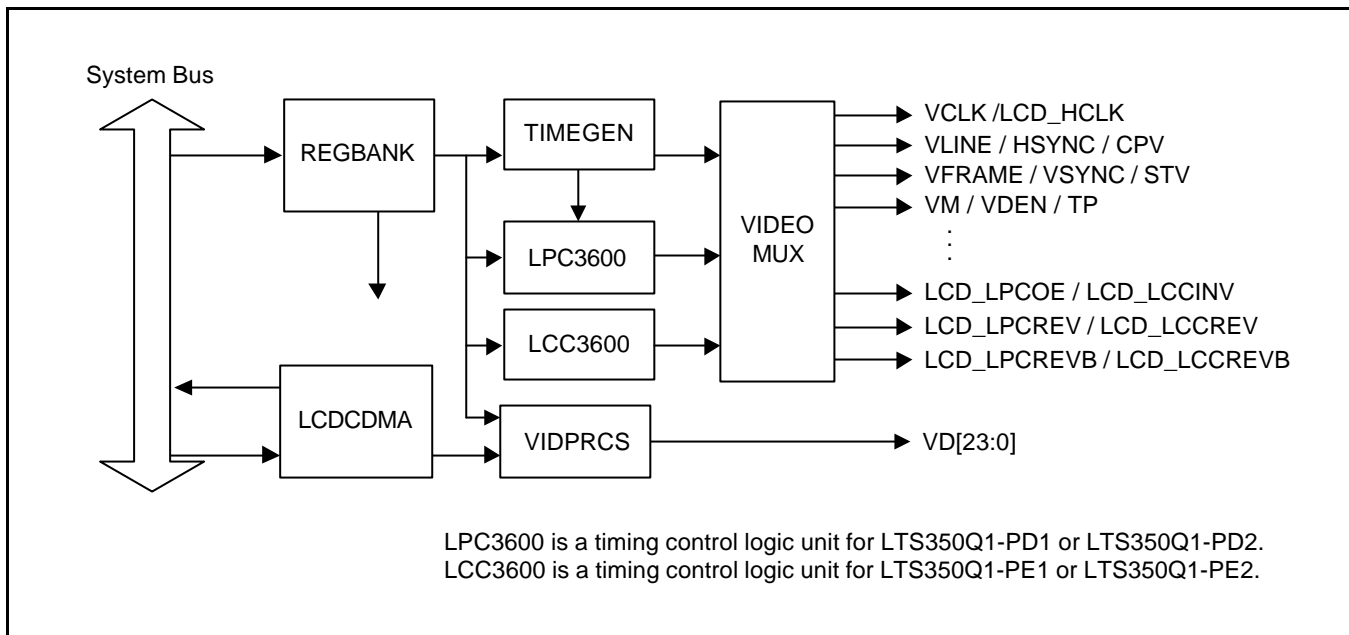 System Bus
REGBANK
TIMEGEN
LPC3600
LCC3600
LCDCDMA
VIDPRCS
VIDEO
MUX
VCLK /LCD_HCLK
VLINE / HSYNC / CPV
VFRAME / VSYNC / STV
VM / VDEN / TP
LCD_LPCOE / LCD_LCCINV
LCD_LPCREV / LCD_LCCREV
LCD_LPCREVB / LCD_LCCREVB
VD[23:0]
LPC3600 is a timing control logic unit for LTS350Q1-PD1 or LTS350Q1-PD2.
LCC3600 is a timing control logic unit for LTS350Q1-PE1 or LTS350Q1-PE2.